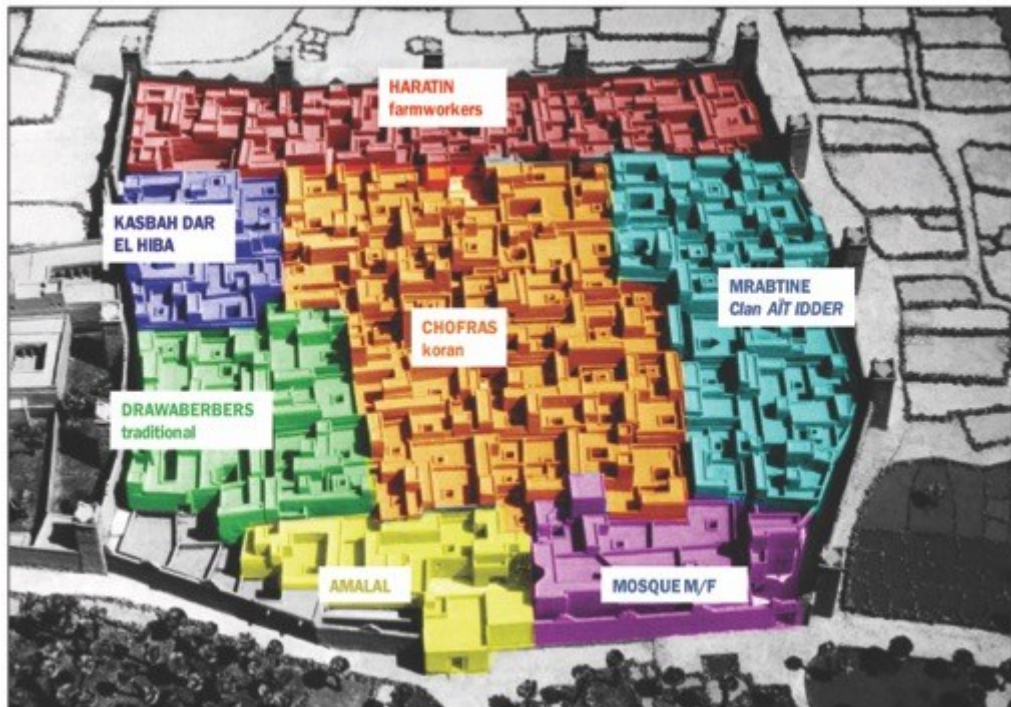 HARATIN
farmworkers
KASBAH DAR
EL HIBA
MRABTINE
Clan AÏT IDDER
CHOFRAS
koran
DRAWABERBERS
traditional
AMALAL
MOSQUE M/F